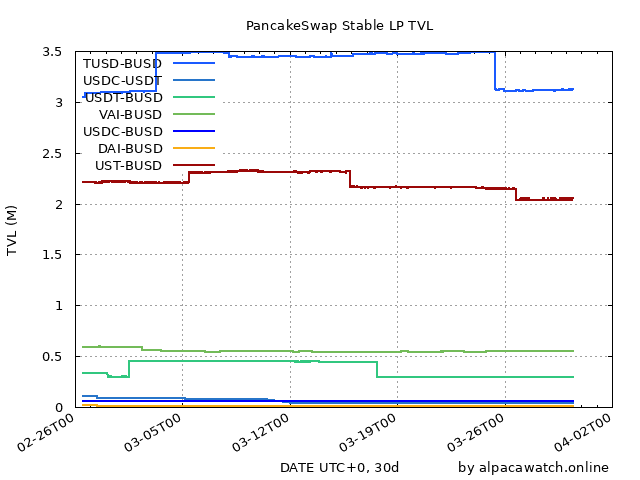 PancakeSwap Stable LP TVL
3.5
3
2.5
2
1.5
1
0.5
0
TVL (M)
TUSD-BUSD
USDC-USDT
USDT-BUSD
VAI-BUSD
USDC-BUSD
DAI-BUSD
UST-BUSD
02-26T00
03-05T00
03-12T00
03-19T00
03-26T00
04-02T00
DATE UTC+0, 30d
by alpacawatch.online